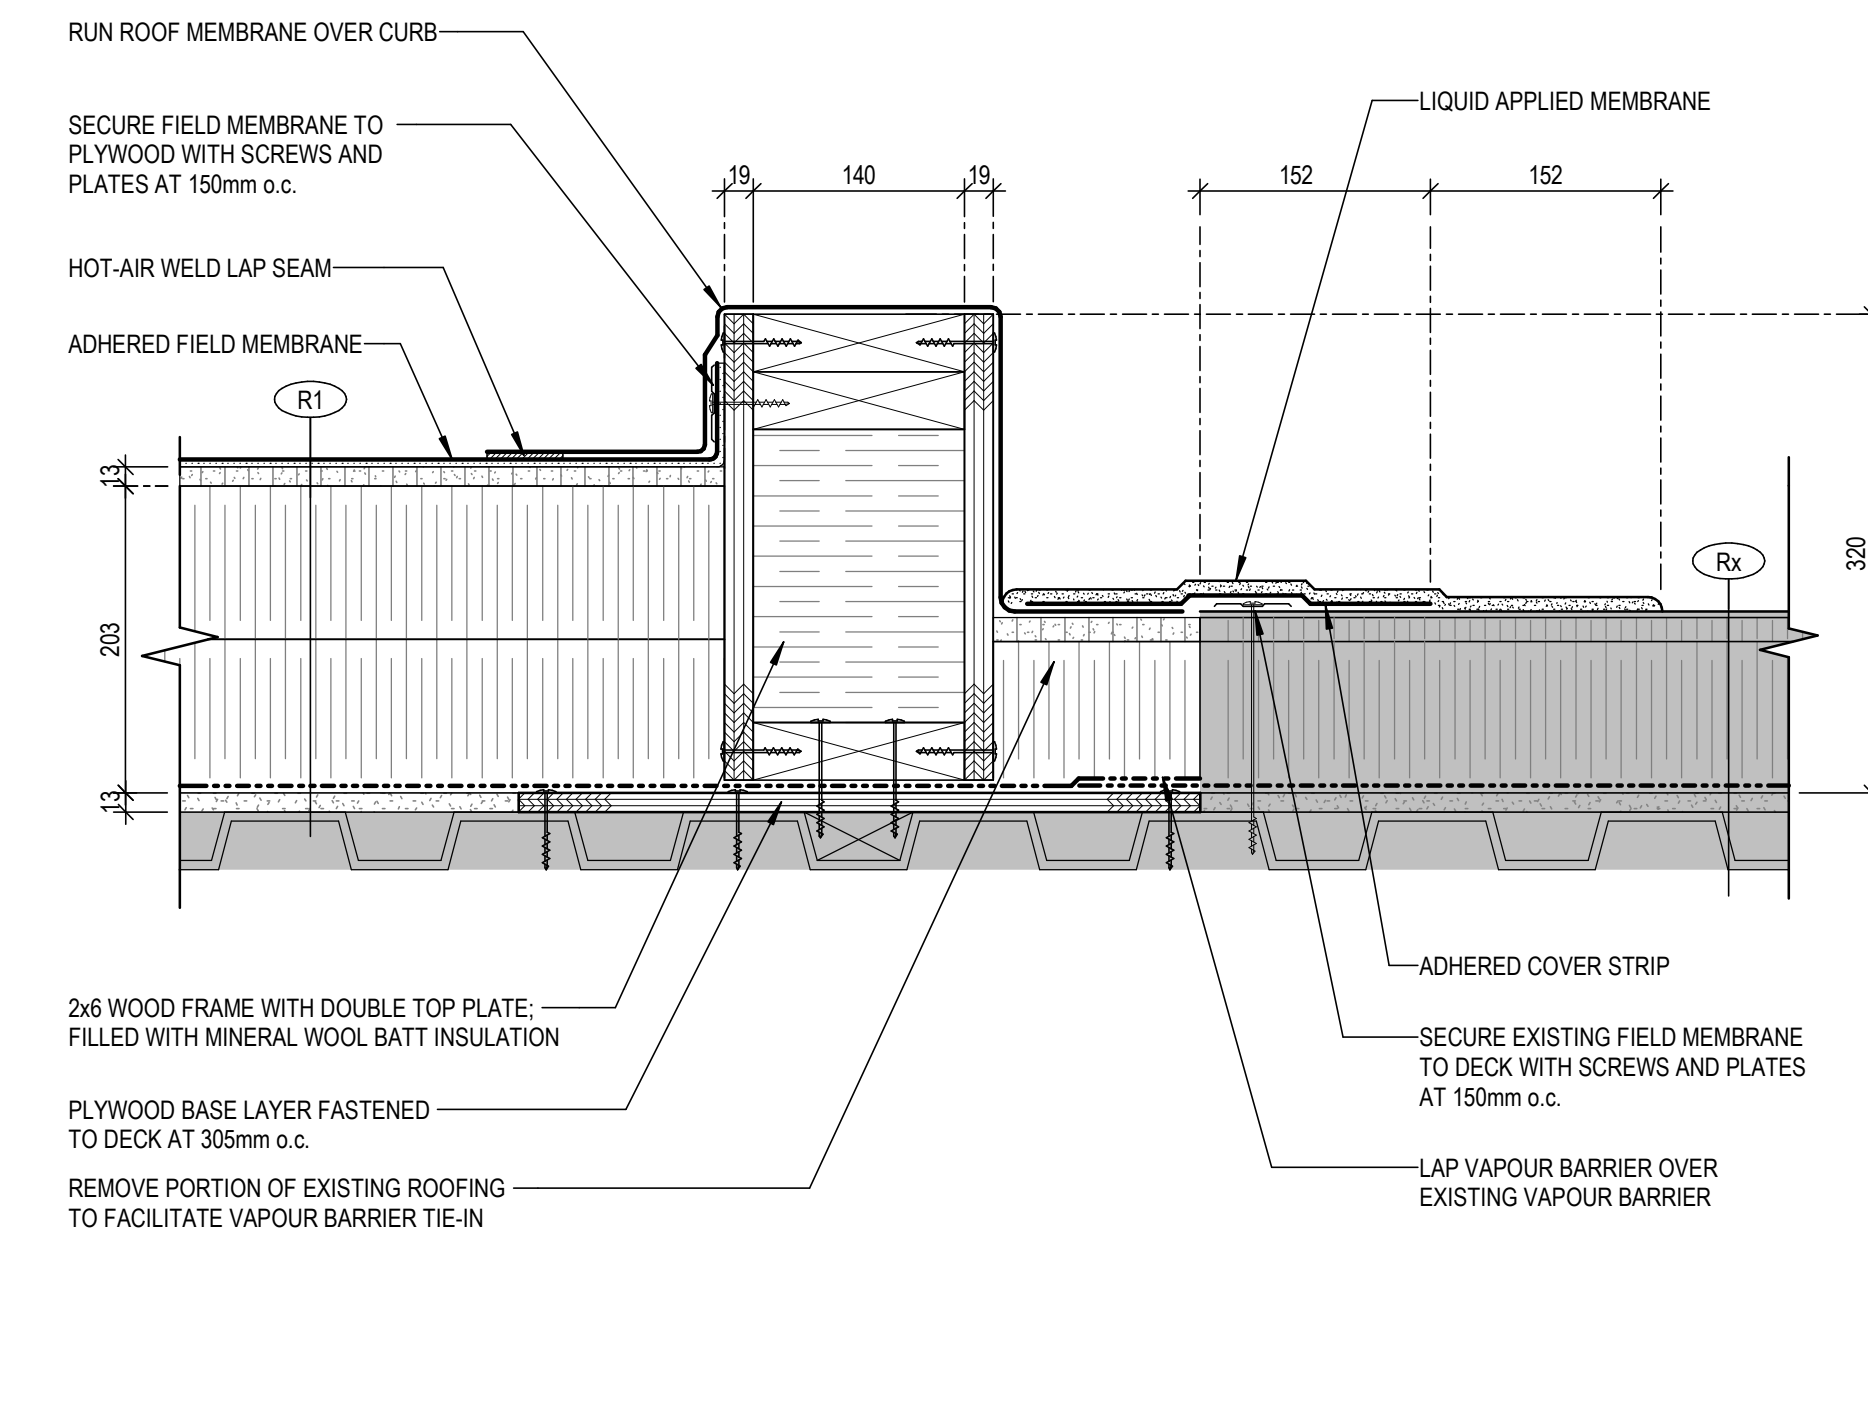 RUN ROOF MEMBRANE OVER CURB
SECURE FIELD MEMBRANE TO
PLYWOOD WITH SCREWS AND
PLATES AT 150mm o.c.
HOT-AIR WELD LAP SEAM
ADHERED FIELD MEMBRANE
R1
LIQUID APPLIED MEMBRANE
19
140
19
152
152
13
203
13
320
Rx
2x6 WOOD FRAME WITH DOUBLE TOP PLATE;
FILLED WITH MINERAL WOOL BATT INSULATION
PLYWOOD BASE LAYER FASTENED
TO DECK AT 305mm o.c.
REMOVE PORTION OF EXISTING ROOFING
TO FACILITATE VAPOUR BARRIER TIE-IN
ADHERED COVER STRIP
SECURE EXISTING FIELD MEMBRANE
TO DECK WITH SCREWS AND PLATES
AT 150mm o.c.
LAP VAPOUR BARRIER OVER
EXISTING VAPOUR BARRIER